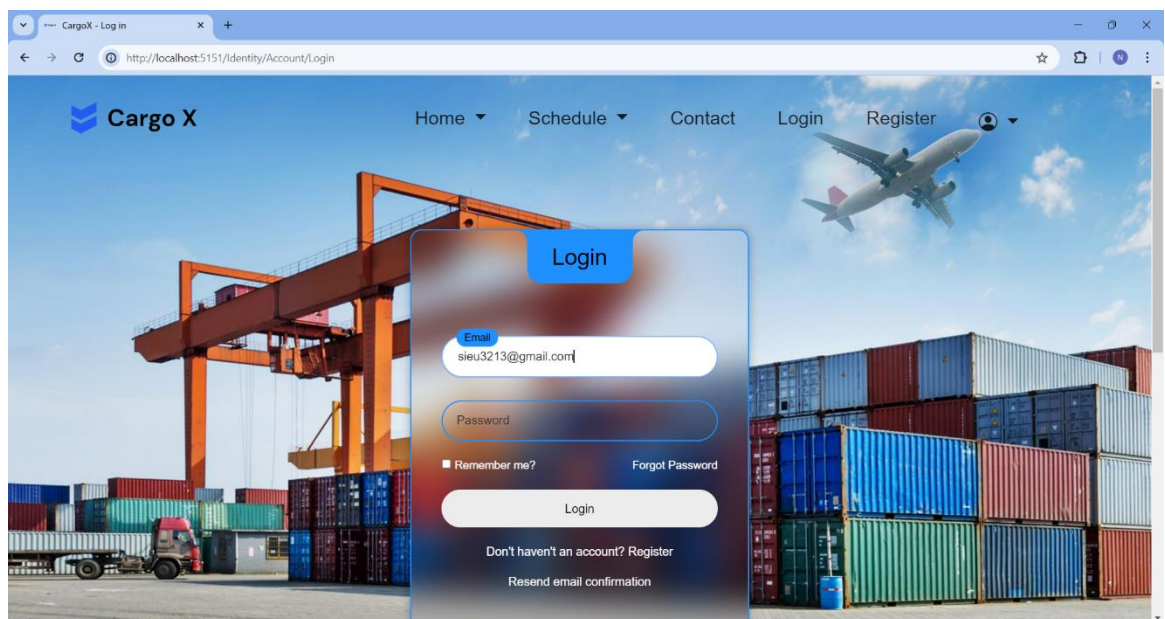 CargoX - Log in
http://localhost:5151/Identity/Account/Login
N
Cargo X
Home
Schedule
Contact
Login
Register
Login
Email
sieu3213@gmail.com
Password
Remember me?
Forgot Password
Login
Don't haven't an account? Register
Resend email confirmation